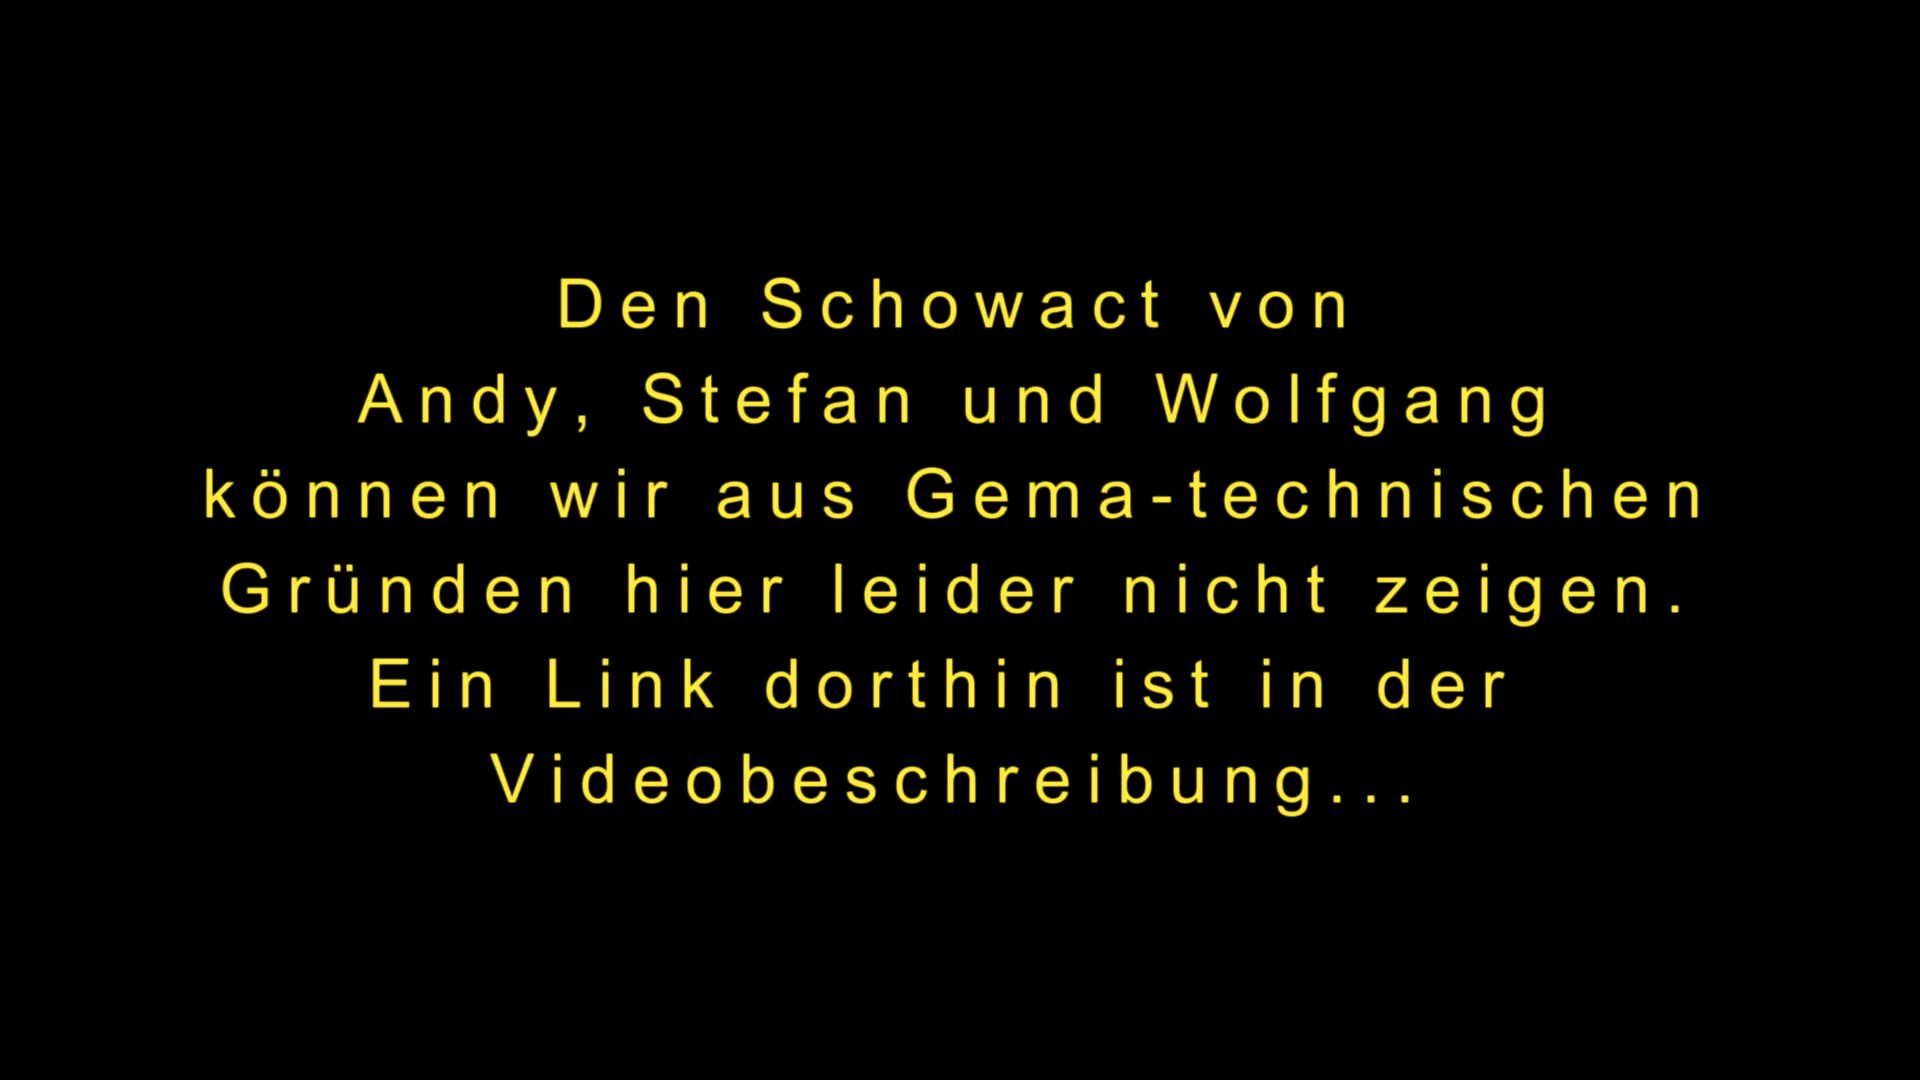 Den Schowact von
Andy, Stefan und Wolfgang
können wir aus Gema-technischen
Gründen hier leider nicht zeigen.
Ein Link dorthin ist in der
Videobeschreibung...